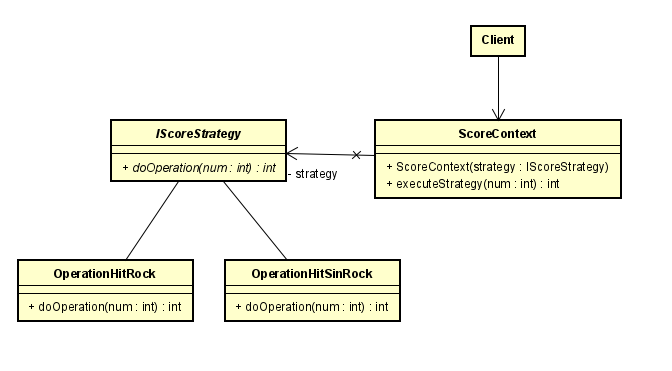 Client
IScoreStrategy
+ doOperation(num : int) : int
ScoreContext
+ ScoreContext(strategy : IScoreStrategy)
+ executeStrategy(num : int) : int
- strategy
OperationHitRock
+ doOperation(num : int) : int
OperationHitSinRock
+ doOperation(num : int) : int